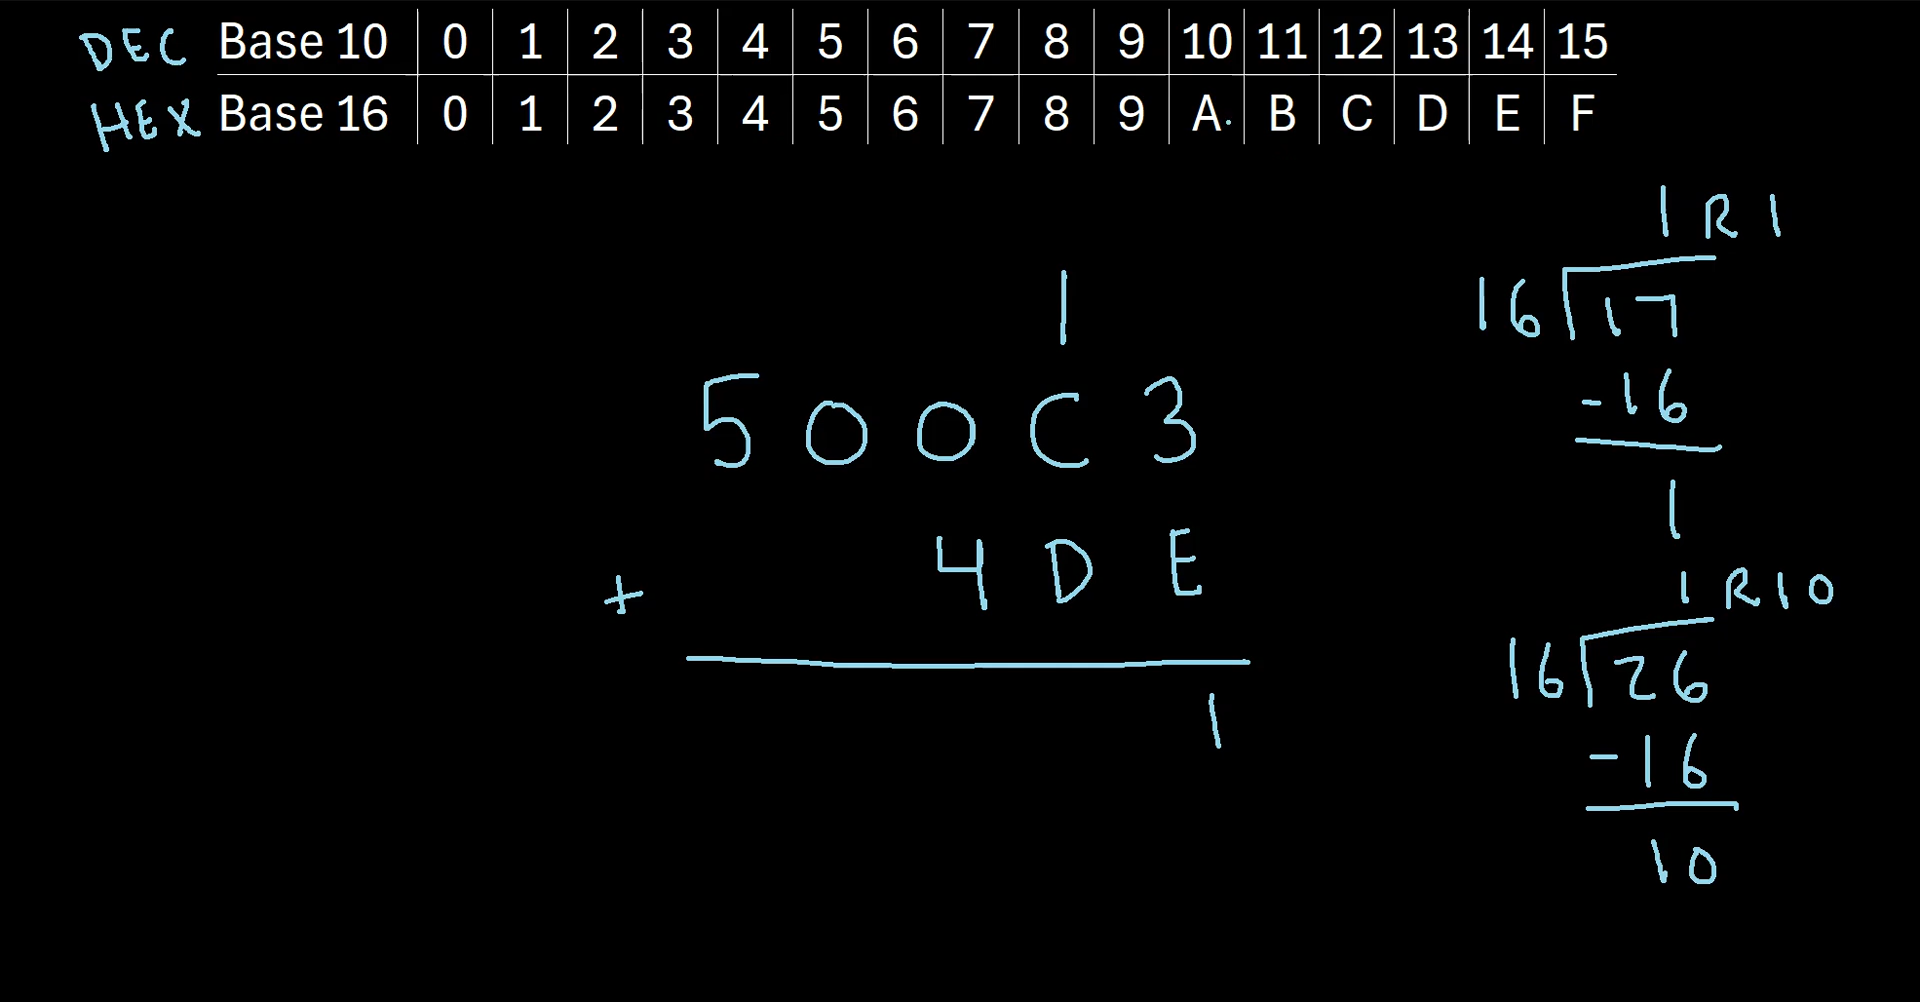 DEC Base 10 0 1 2 3 4 5 6 7 8 9 10 11 12 13 14 15
HEX Base 16 0 1 2 3 4 5 6 7 8 9 A. B C D E F
1
5 0 0 C 3
+ 4 D E
1
1 R 1
16 17
-16
1
1 R 10
16 26
-16
10